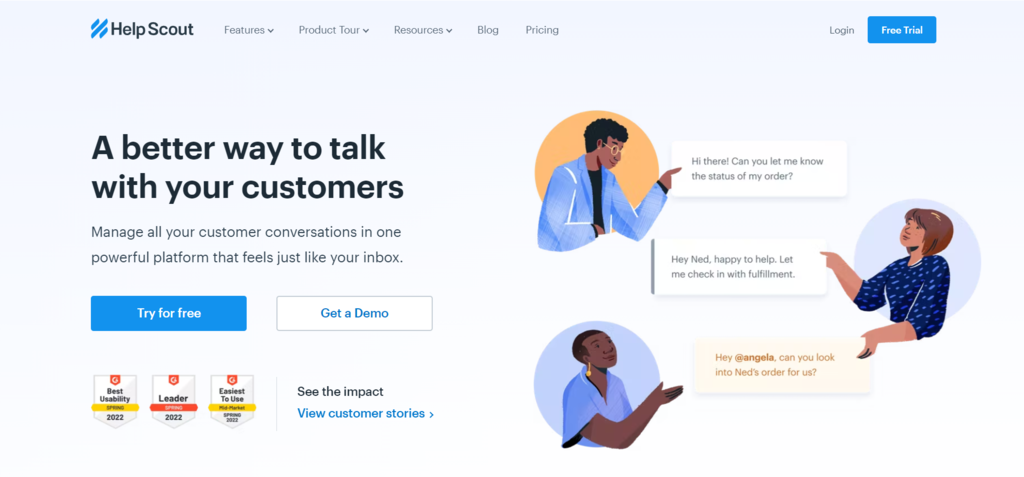 Help Scout
Features
Product Tour
Resources
Blog
Pricing
Login
Free Trial
A better way to talk
with your customers
Manage all your customer conversations in one
powerful platform that feels just like your inbox.
Try for free
Get a Demo
Best
Usability
SPRING
2022
Leader
SPRING
2022
Easiest
To Use
Mid-Market
SPRING
2022
See the impact
View customer stories
Hi there! Can you let me know
the status of my order?
Hey Ned, happy to help. Let
me check in with fulfillment.
Hey @angela, can you look
into Ned's order for us?